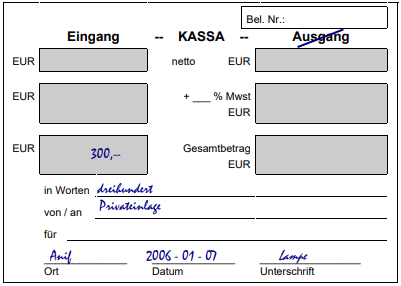 Bel. Nr.:
Eingang -- KASSA -- Ausgang
EUR netto EUR
EUR + ___ % Mwst
EUR
EUR 300,-- Gesamtbetrag
EUR
in Worten dreihundert
von / an Privateinlage
für
Anif 2006 - 01 - 07 Lampe
Ort Datum Unterschrift